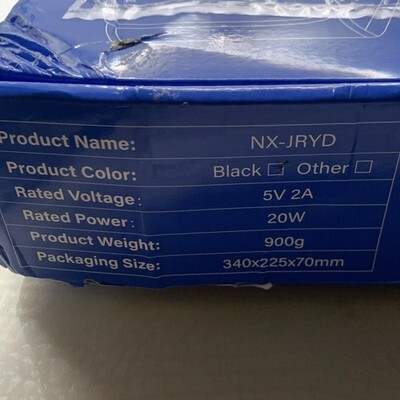 Product Name: NX-JRYD
Product Color: Black ☐ Other ☐
Rated Voltage: 5V 2A
Rated Power: 20W
Product Weight: 900g
Packaging Size: 340x225x70mm